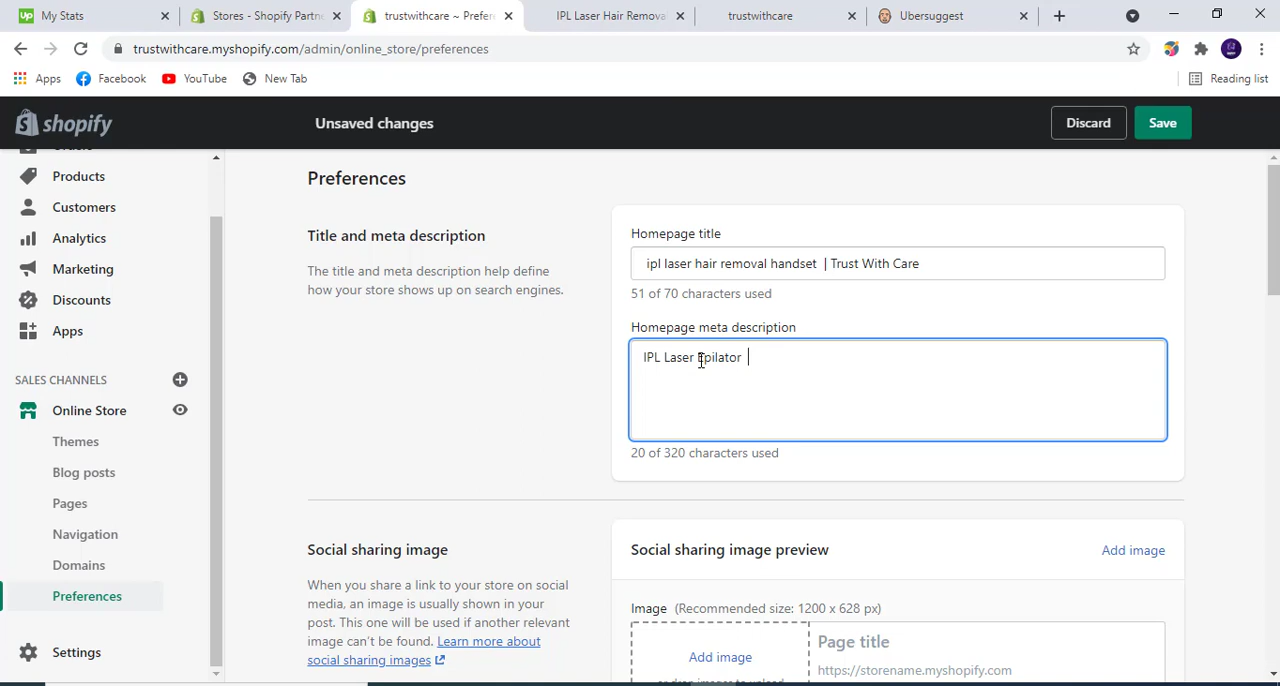 My Stats
Stores - Shopify Partn
trustwithcare ~ Prefer
IPL Laser Hair Remova
trustwithcare
Ubersuggest
trustwithcare.myshopify.com/admin/online_store/preferences
Apps
Facebook
YouTube
New Tab
Reading list
shopify
Unsaved changes
Discard
Save
Orders
Products
Customers
Analytics
Marketing
Discounts
Apps
SALES CHANNELS
Online Store
Themes
Blog posts
Pages
Navigation
Domains
Preferences
Settings
Preferences
Title and meta description
The title and meta description help define
how your store shows up on search engines.
Homepage title
ipl laser hair removal handset | Trust With Care
51 of 70 characters used
Homepage meta description
IPL Laser Epilator
20 of 320 characters used
Social sharing image
When you share a link to your store on social
media, an image is usually shown in your
post. This one will be used if another relevant
image can't be found. Learn more about
social sharing images
Social sharing image preview
Add image
Image (Recommended size: 1200 x 628 px)
Add image
Page title
https://storename.myshopify.com